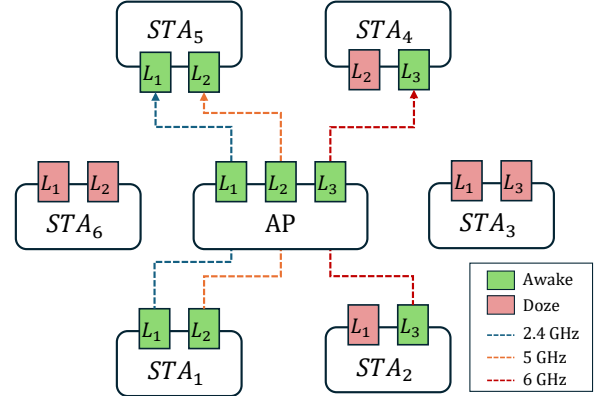 STA₅
L₁ L₂
STA₄
L₂ L₃
L₁ L₂
STA₆
L₁ L₂ L₃
AP
L₁ L₃
STA₃
L₁ L₂
STA₁
L₁ L₃
STA₂
Awake
Doze
2.4 GHz
5 GHz
6 GHz